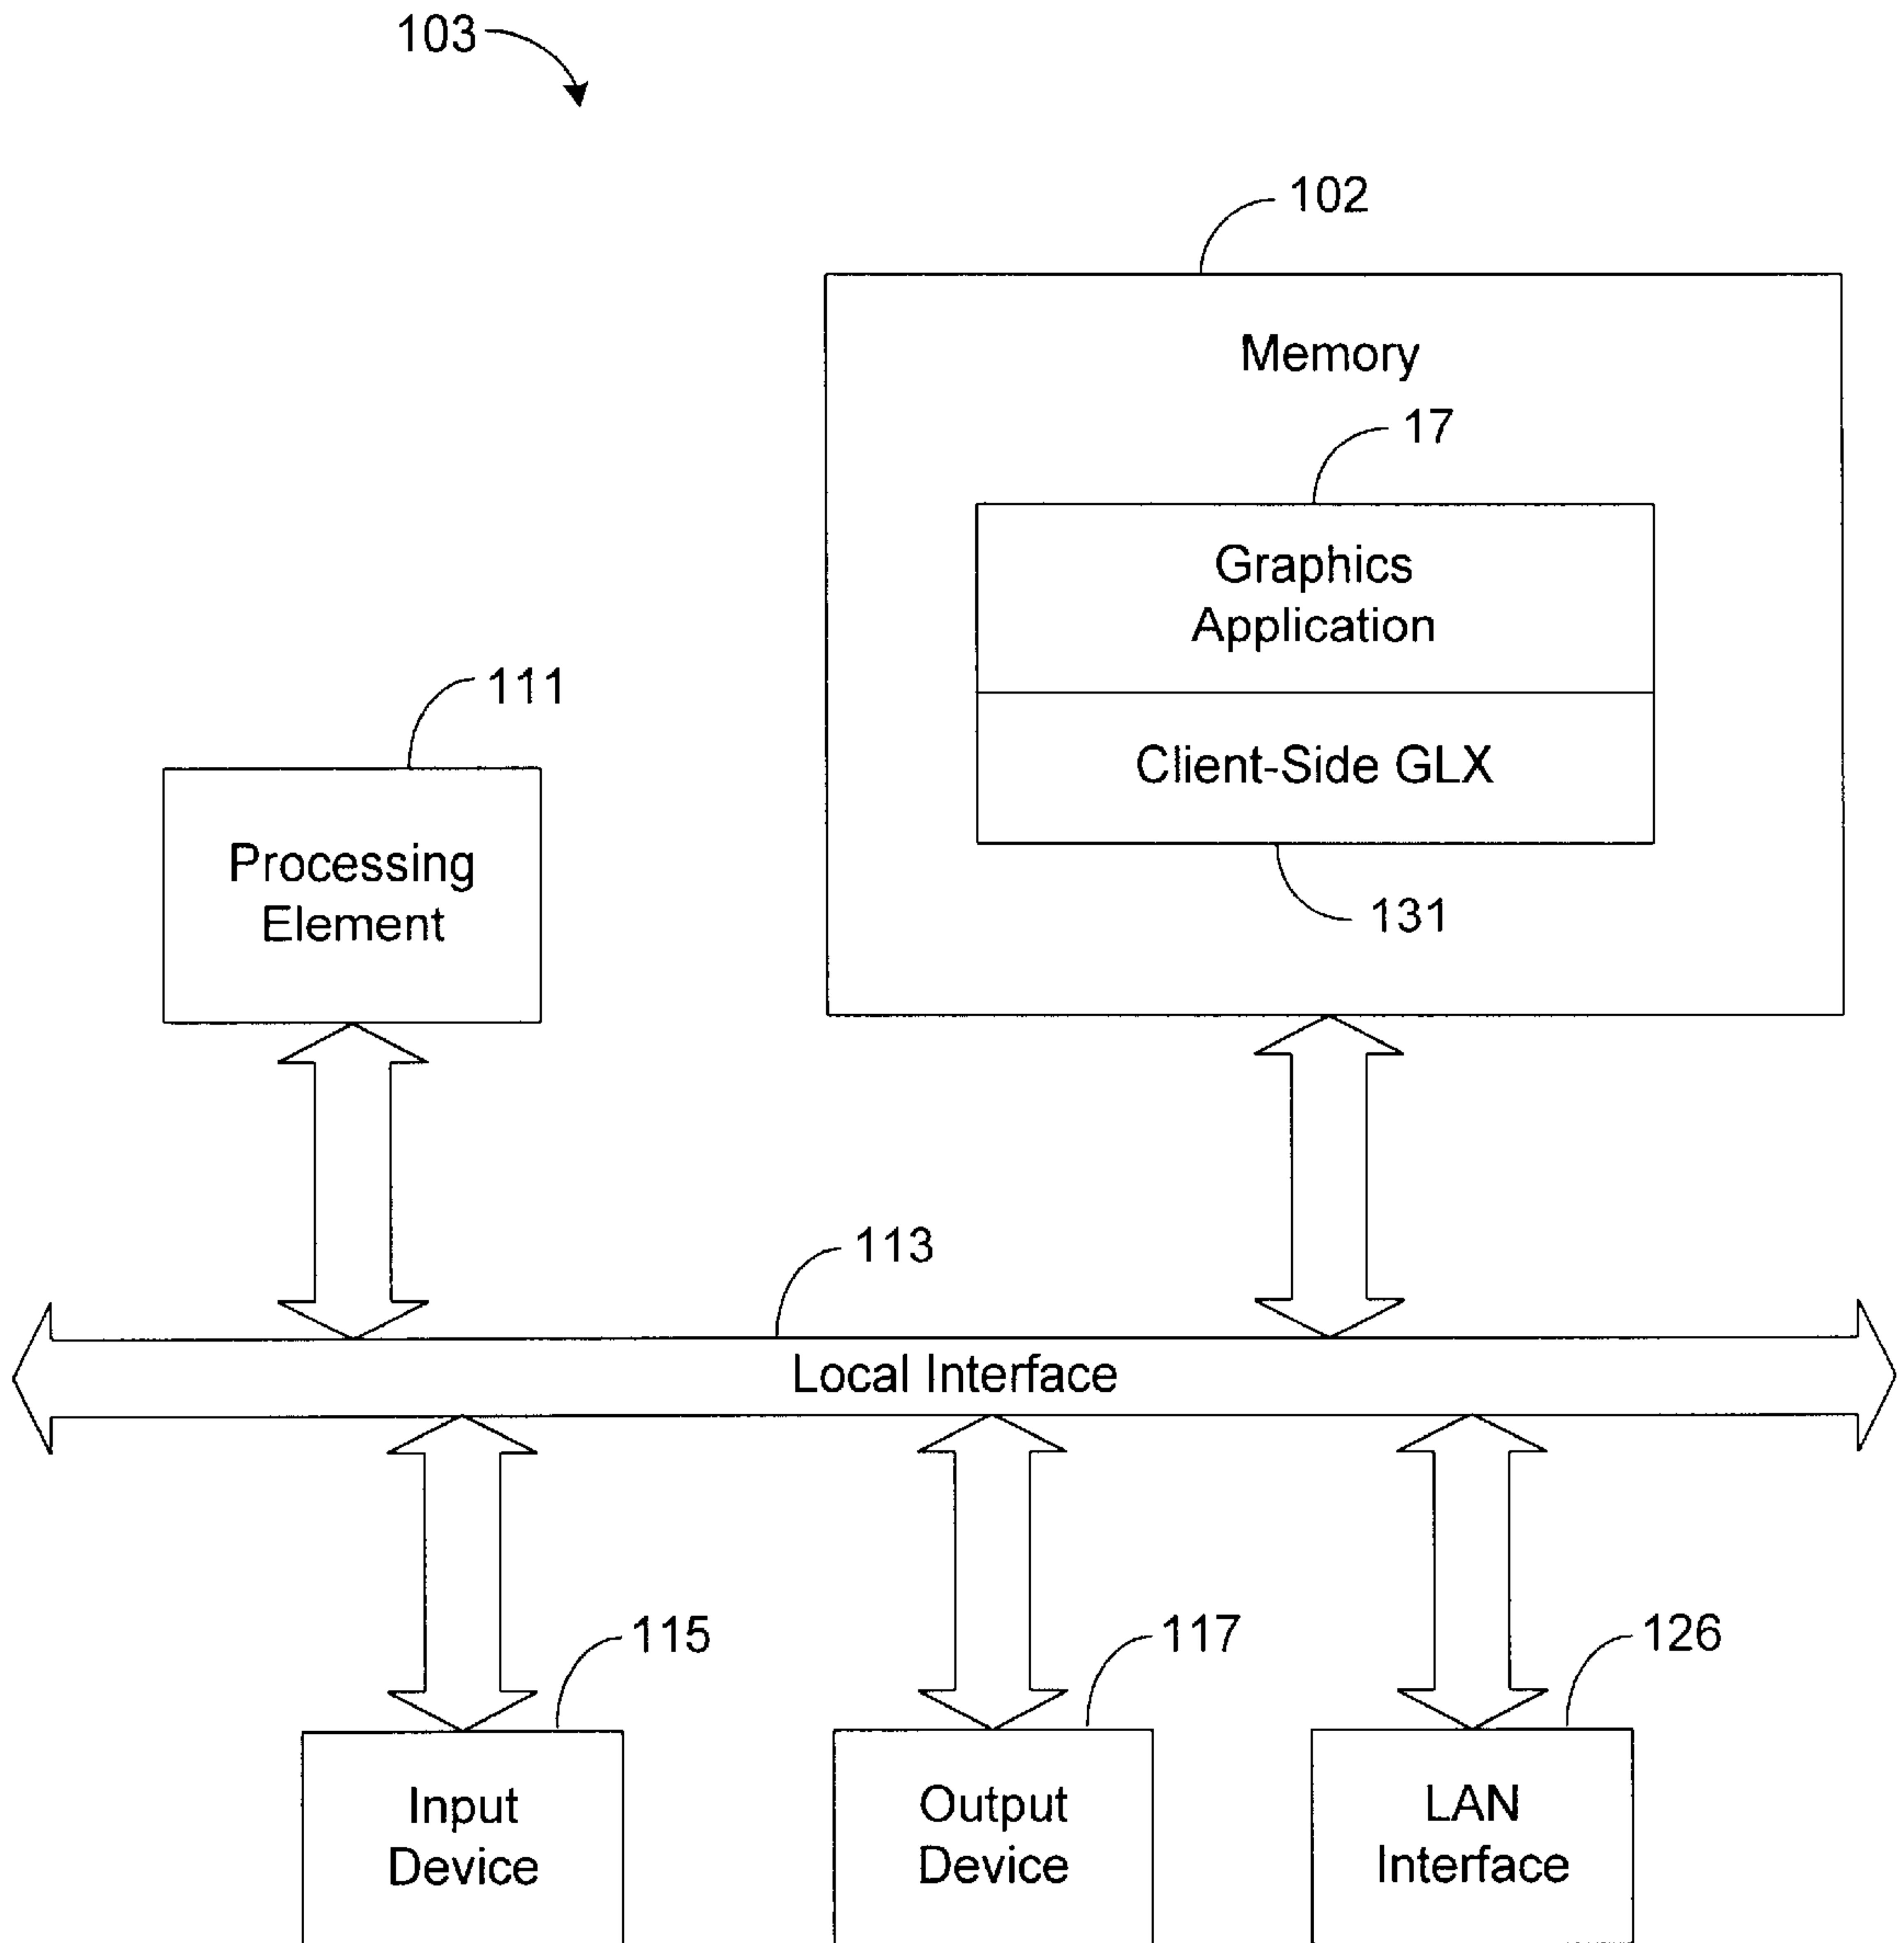 103
102
Memory
17
Graphics
Application
111
Client-Side GLX
Processing
Element
131
113
Local Interface
115
117
126
Input
Device
Output
Device
LAN
Interface